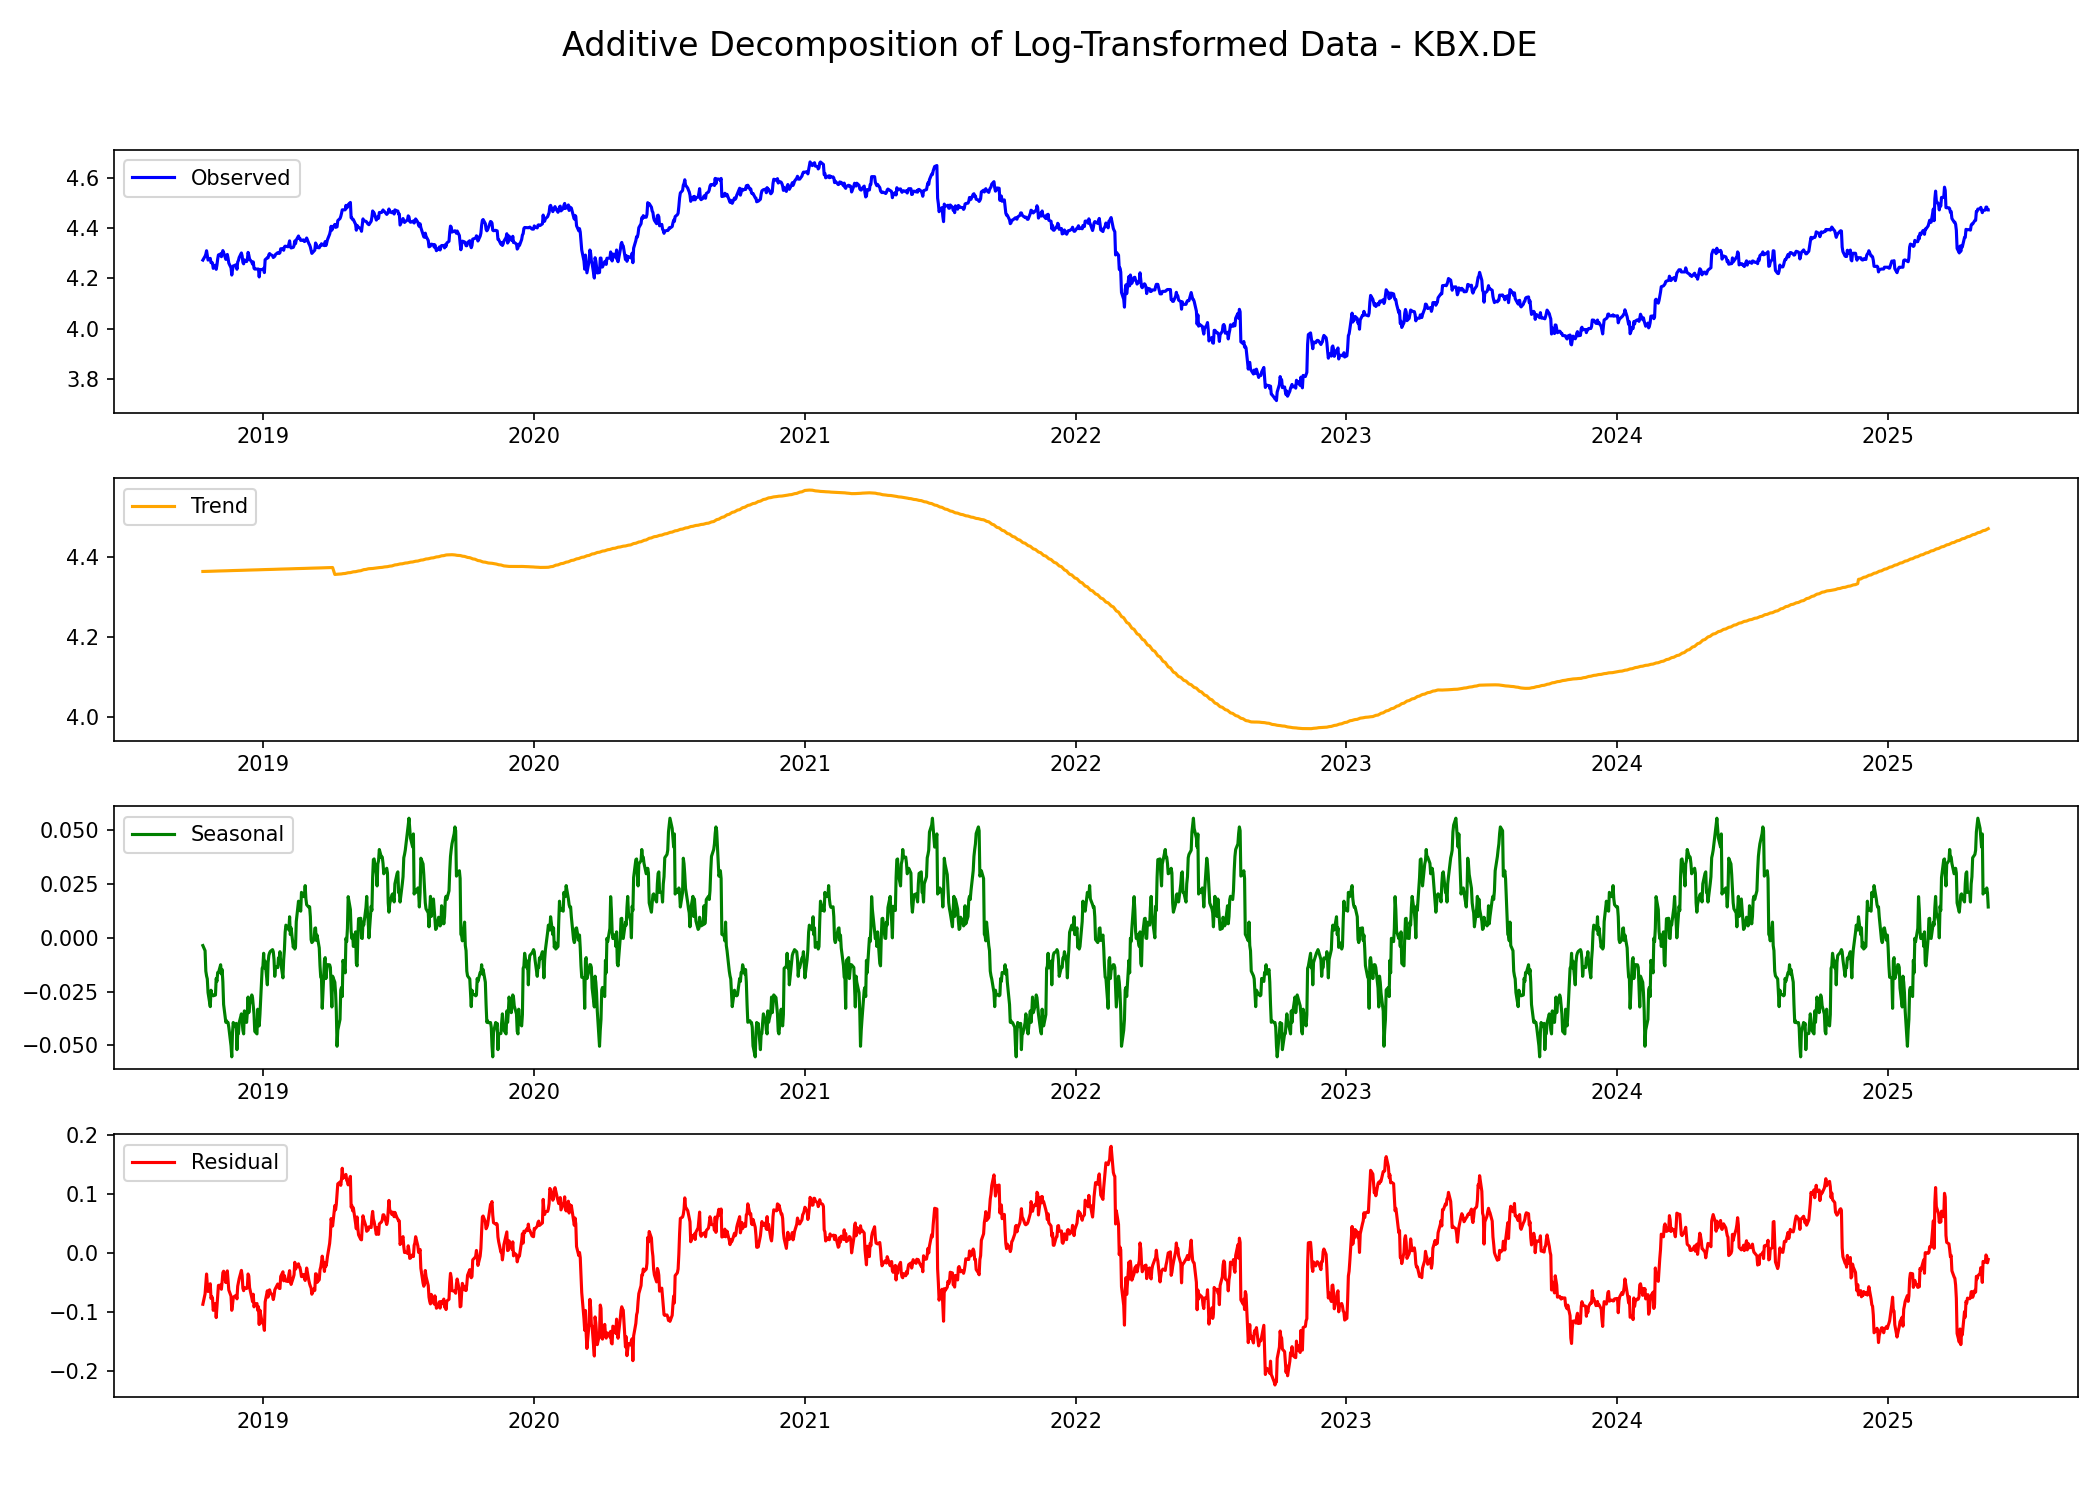 Additive Decomposition of Log-Transformed Data - KBX.DE
Observed
4.6
4.4
4.2
4.0
3.8
2019 2020 2021 2022 2023 2024 2025
Trend
4.4
4.2
4.0
2019 2020 2021 2022 2023 2024 2025
Seasonal
0.050
0.025
0.000
−0.025
−0.050
2019 2020 2021 2022 2023 2024 2025
Residual
0.2
0.1
0.0
−0.1
−0.2
2019 2020 2021 2022 2023 2024 2025